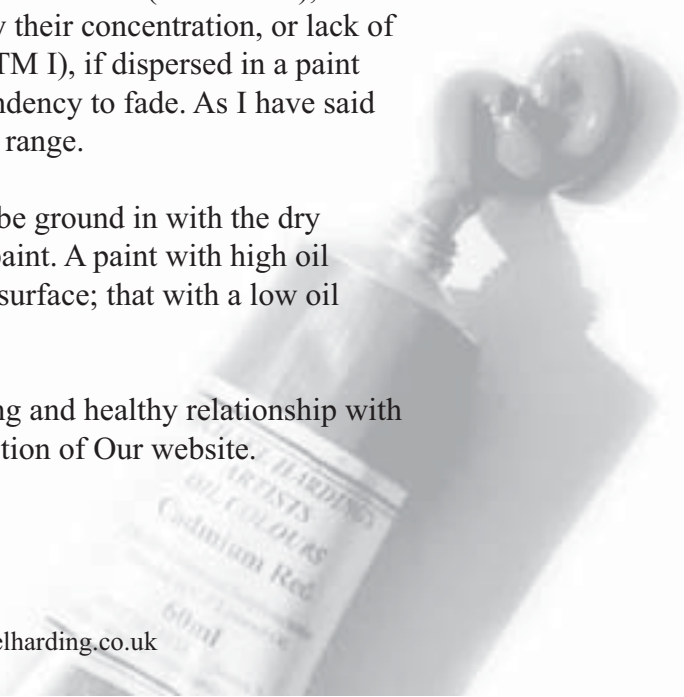 y their concentration, or lack of
TM I), if dispersed in a paint
ndency to fade. As I have said
range.
be ground in with the dry
paint. A paint with high oil
surface; that with a low oil
ng and healthy relationship with
ction of Our website.
HARDING'S
ARTISTS
OIL COLOURS
Cadmium Red
60ml
elharding.co.uk